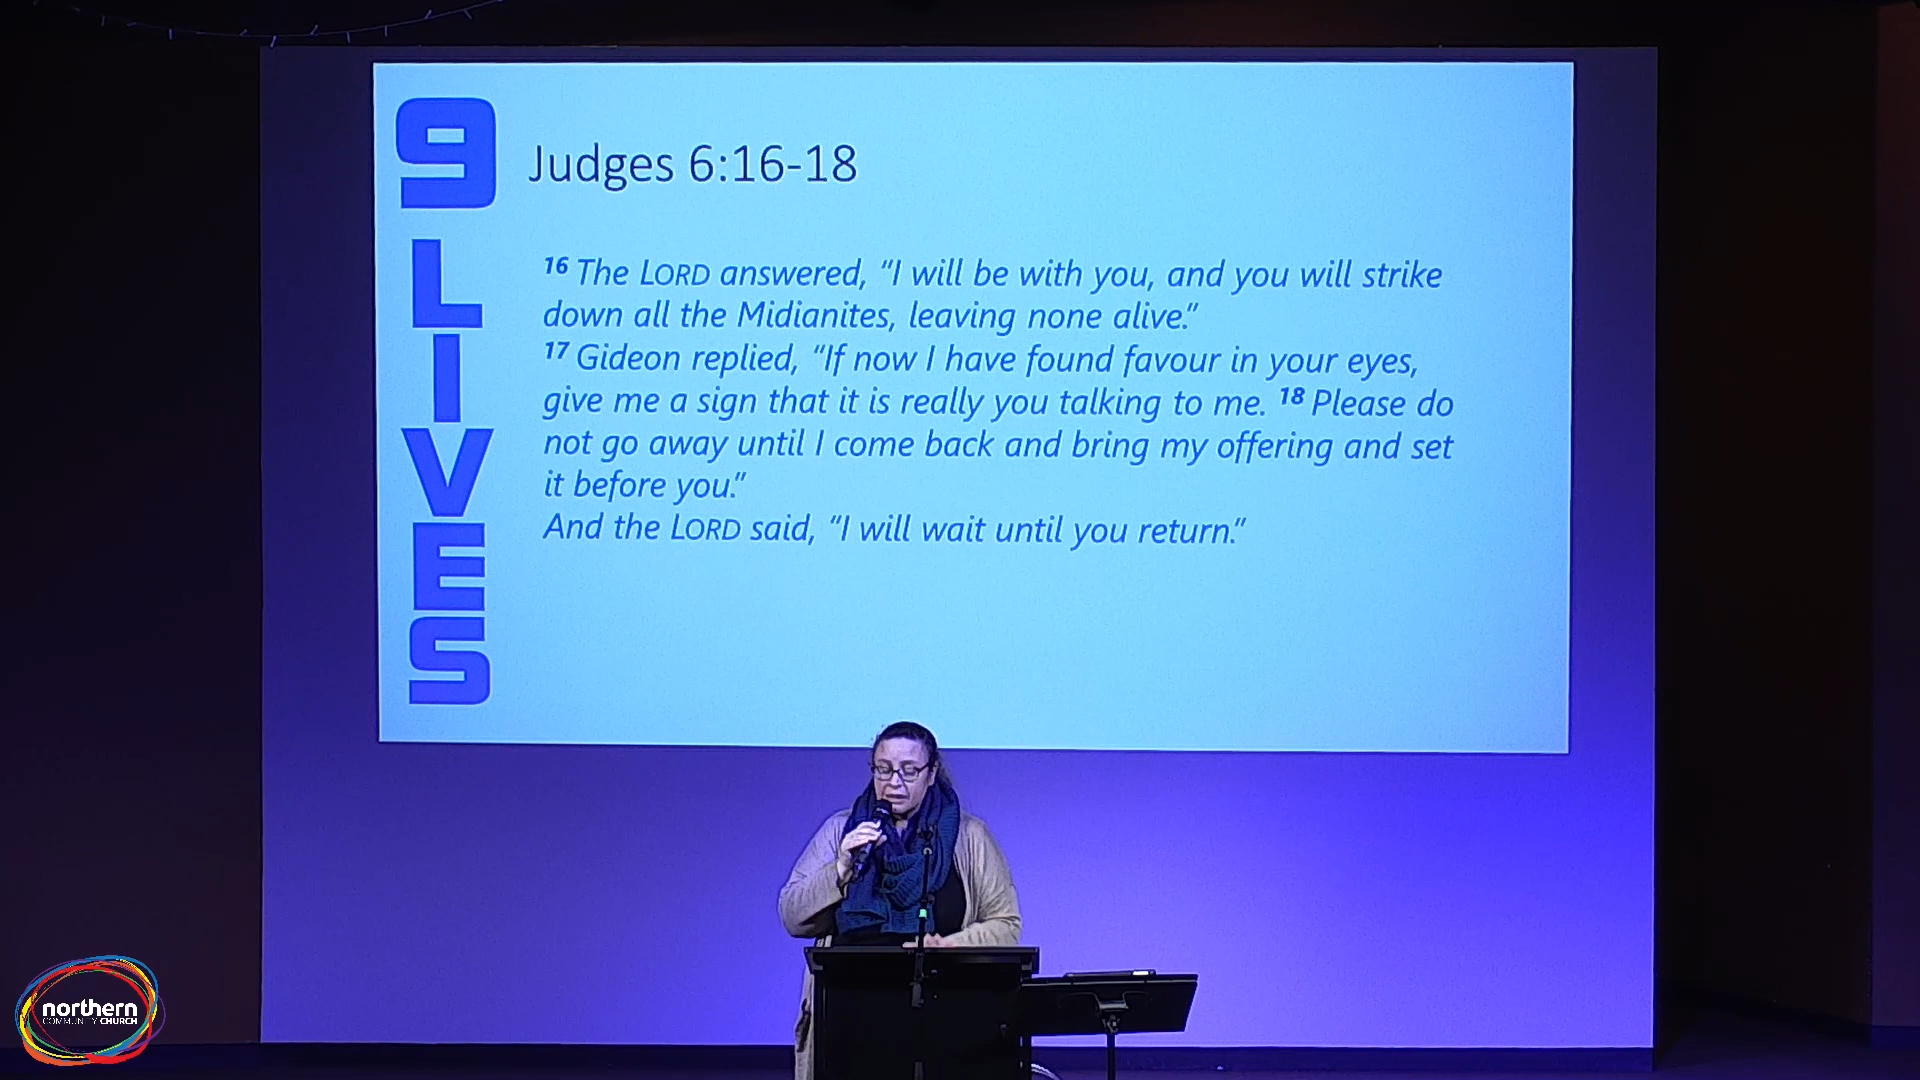 9
LIVES
Judges 6:16-18
16 The LORD answered, “I will be with you, and you will strike
down all the Midianites, leaving none alive.”
17 Gideon replied, “If now I have found favour in your eyes,
give me a sign that it is really you talking to me. 18 Please do
not go away until I come back and bring my offering and set
it before you.”
And the LORD said, “I will wait until you return.”
northern
COMMUNITY CHURCH